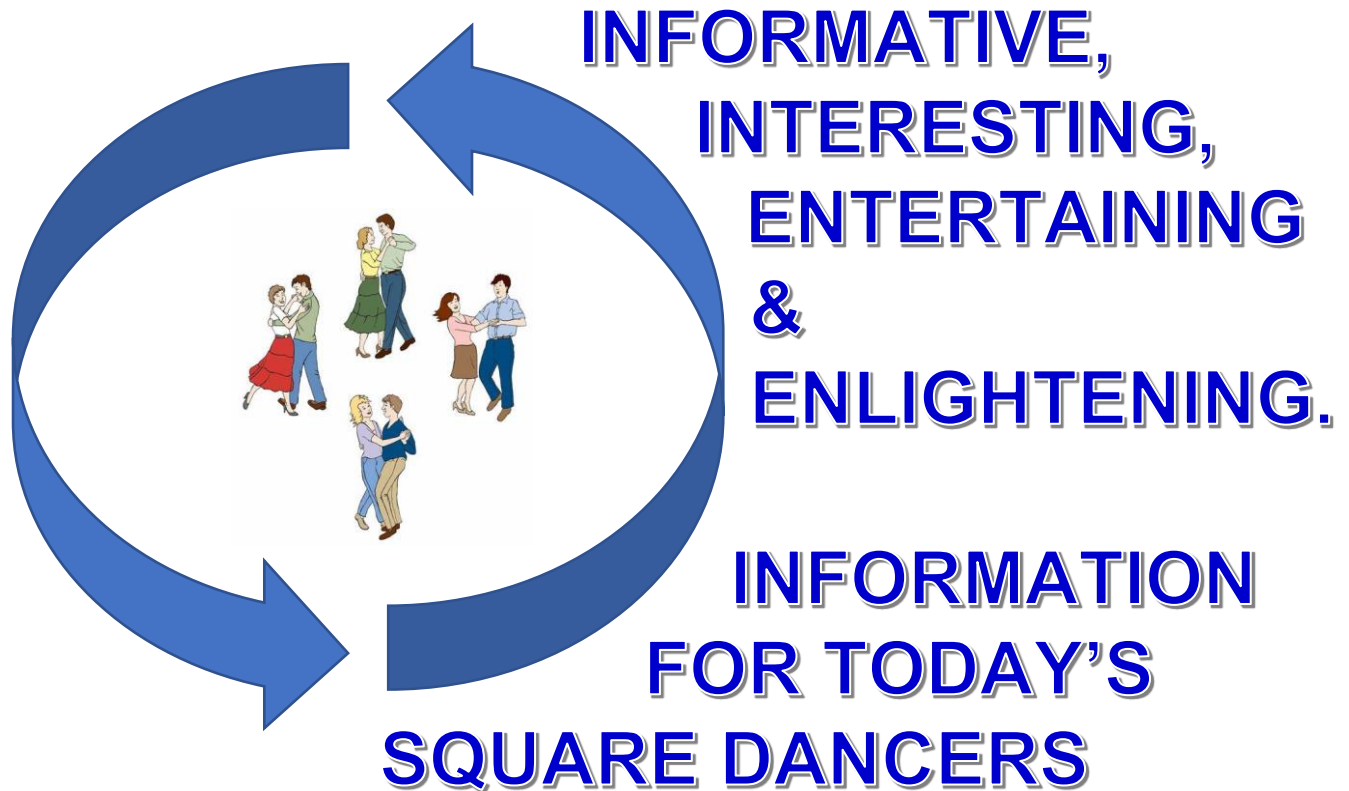 INFORMATIVE,
INTERESTING,
ENTERTAINING
&
ENLIGHTENING.
INFORMATION
FOR TODAY’S
SQUARE DANCERS